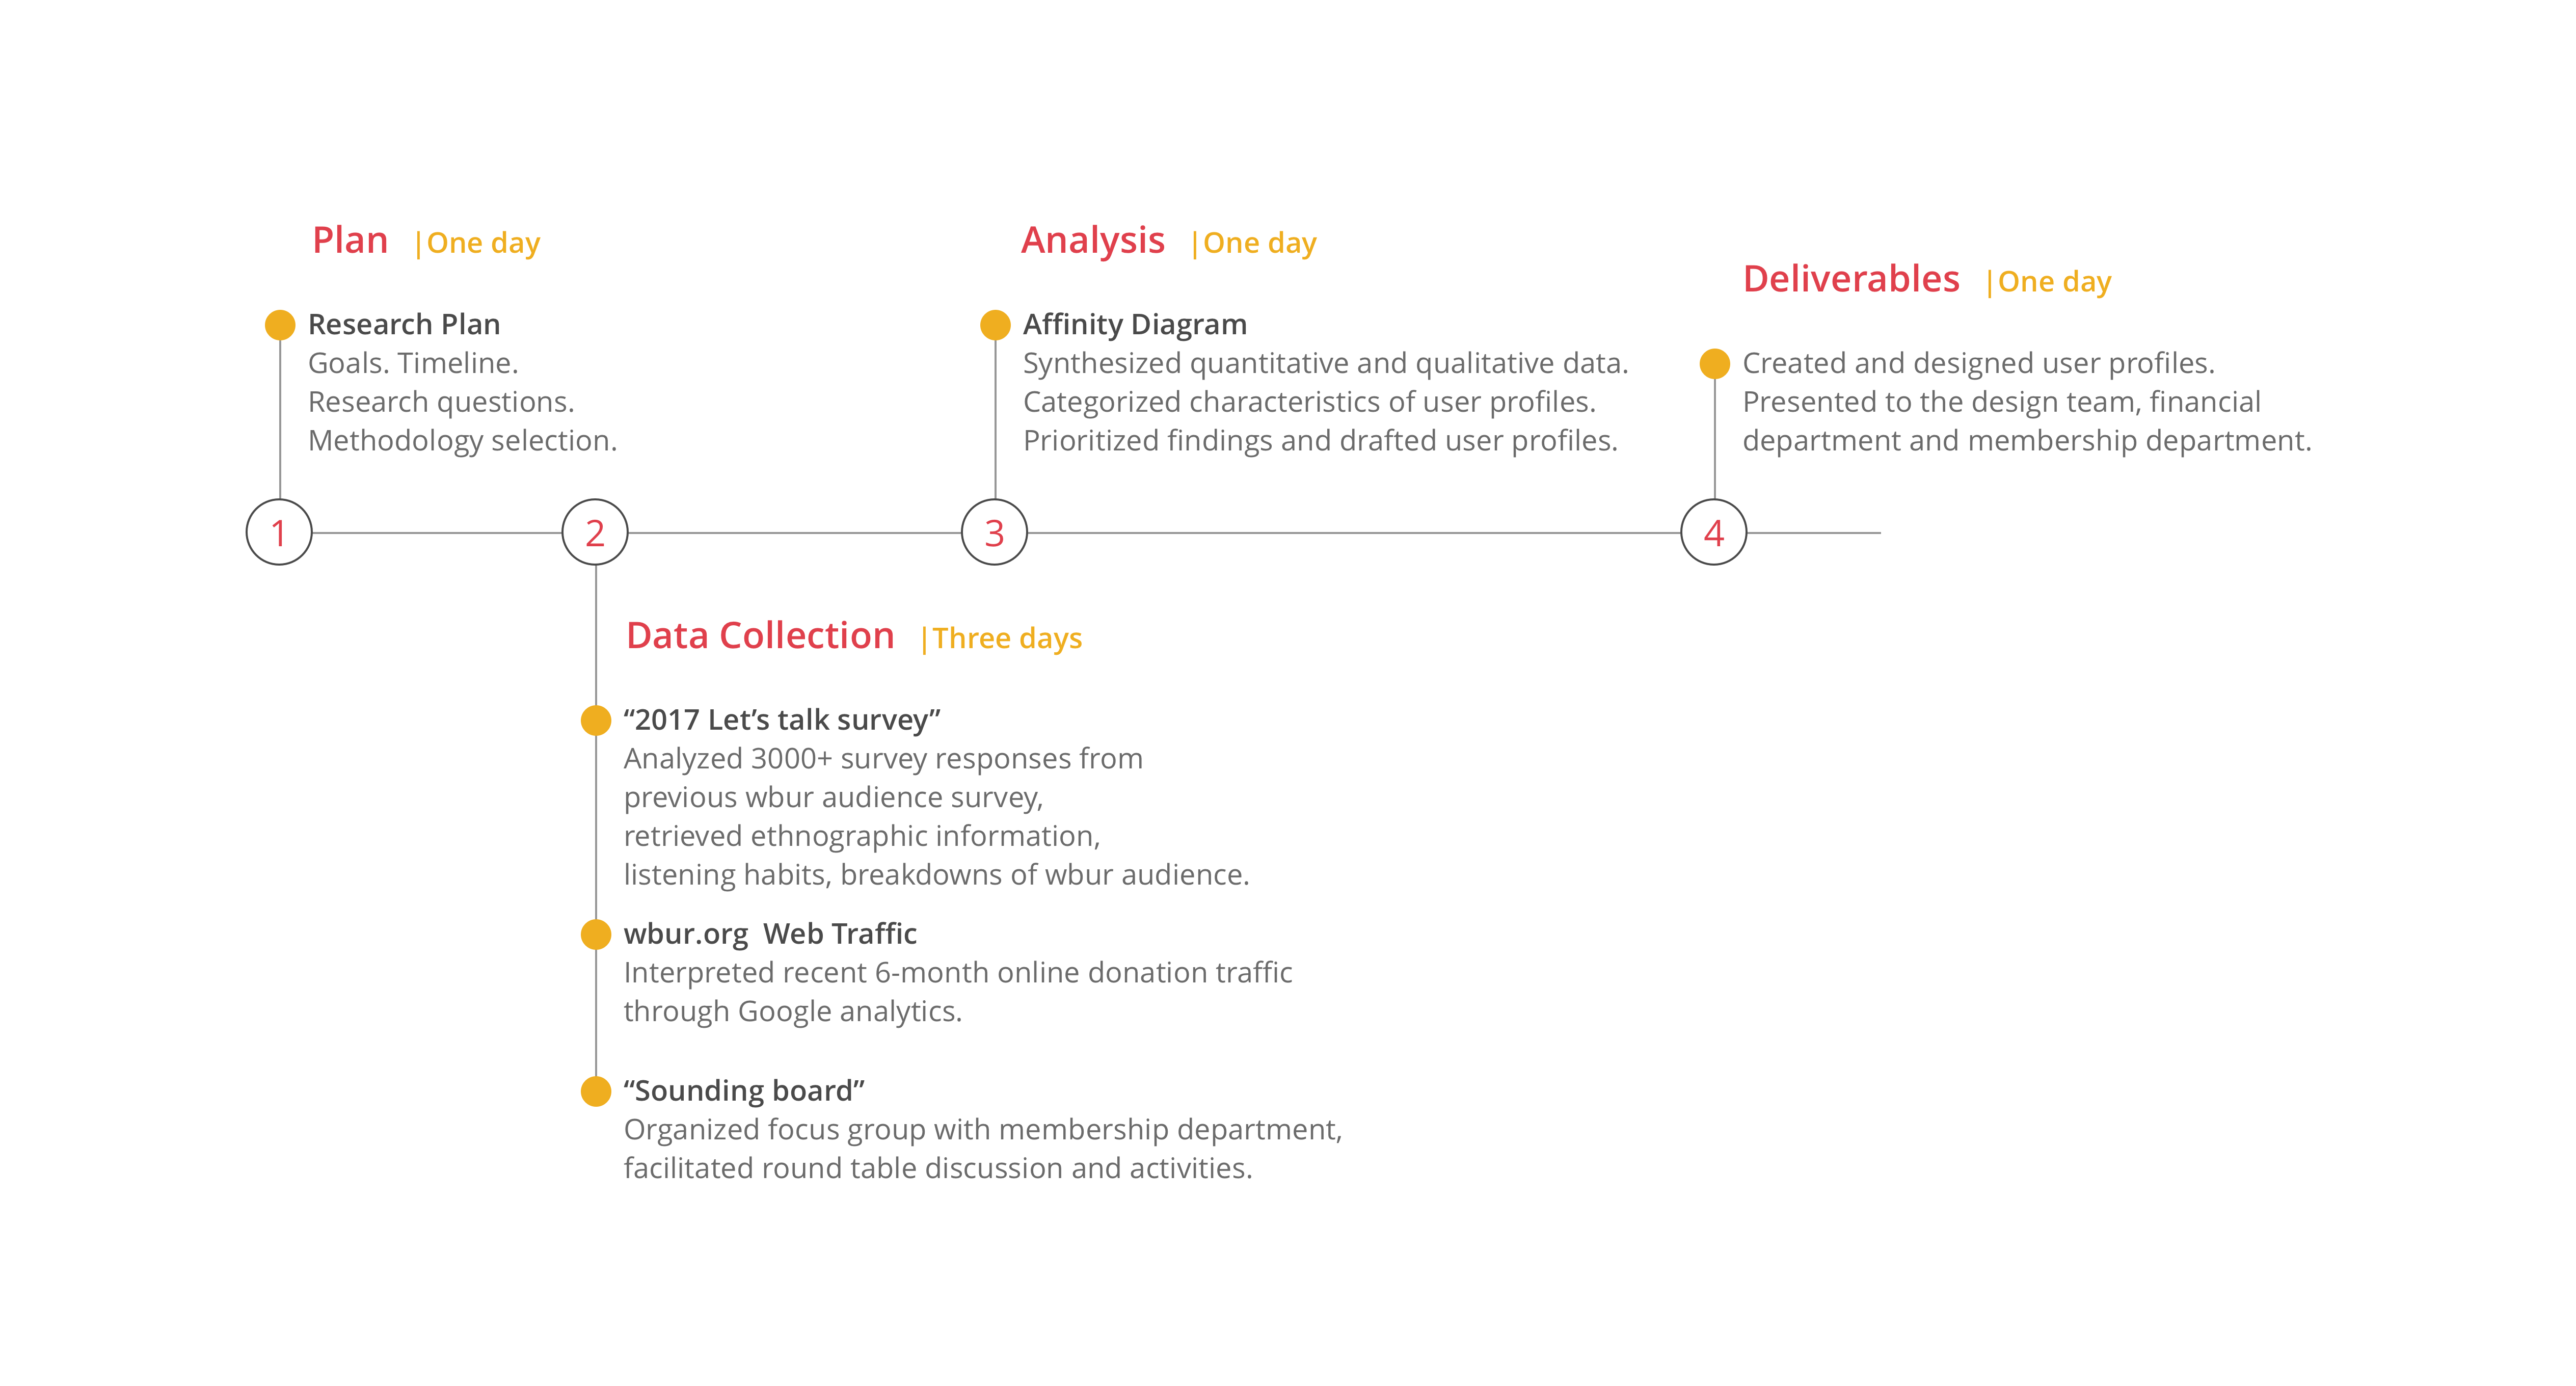 Plan |One day
Research Plan
Goals. Timeline.
Research questions.
Methodology selection.
1
2
Data Collection |Three days
“2017 Let’s talk survey”
Analyzed 3000+ survey responses from
previous wbur audience survey,
retrieved ethnographic information,
listening habits, breakdowns of wbur audience.
wbur.org  Web Traffic
Interpreted recent 6-month online donation traffic
through Google analytics.
“Sounding board”
Organized focus group with membership department,
facilitated round table discussion and activities.
Analysis |One day
Affinity Diagram
Synthesized quantitative and qualitative data.
Categorized characteristics of user profiles.
Prioritized findings and drafted user profiles.
3
Deliverables |One day
Created and designed user profiles.
Presented to the design team, financial
department and membership department.
4